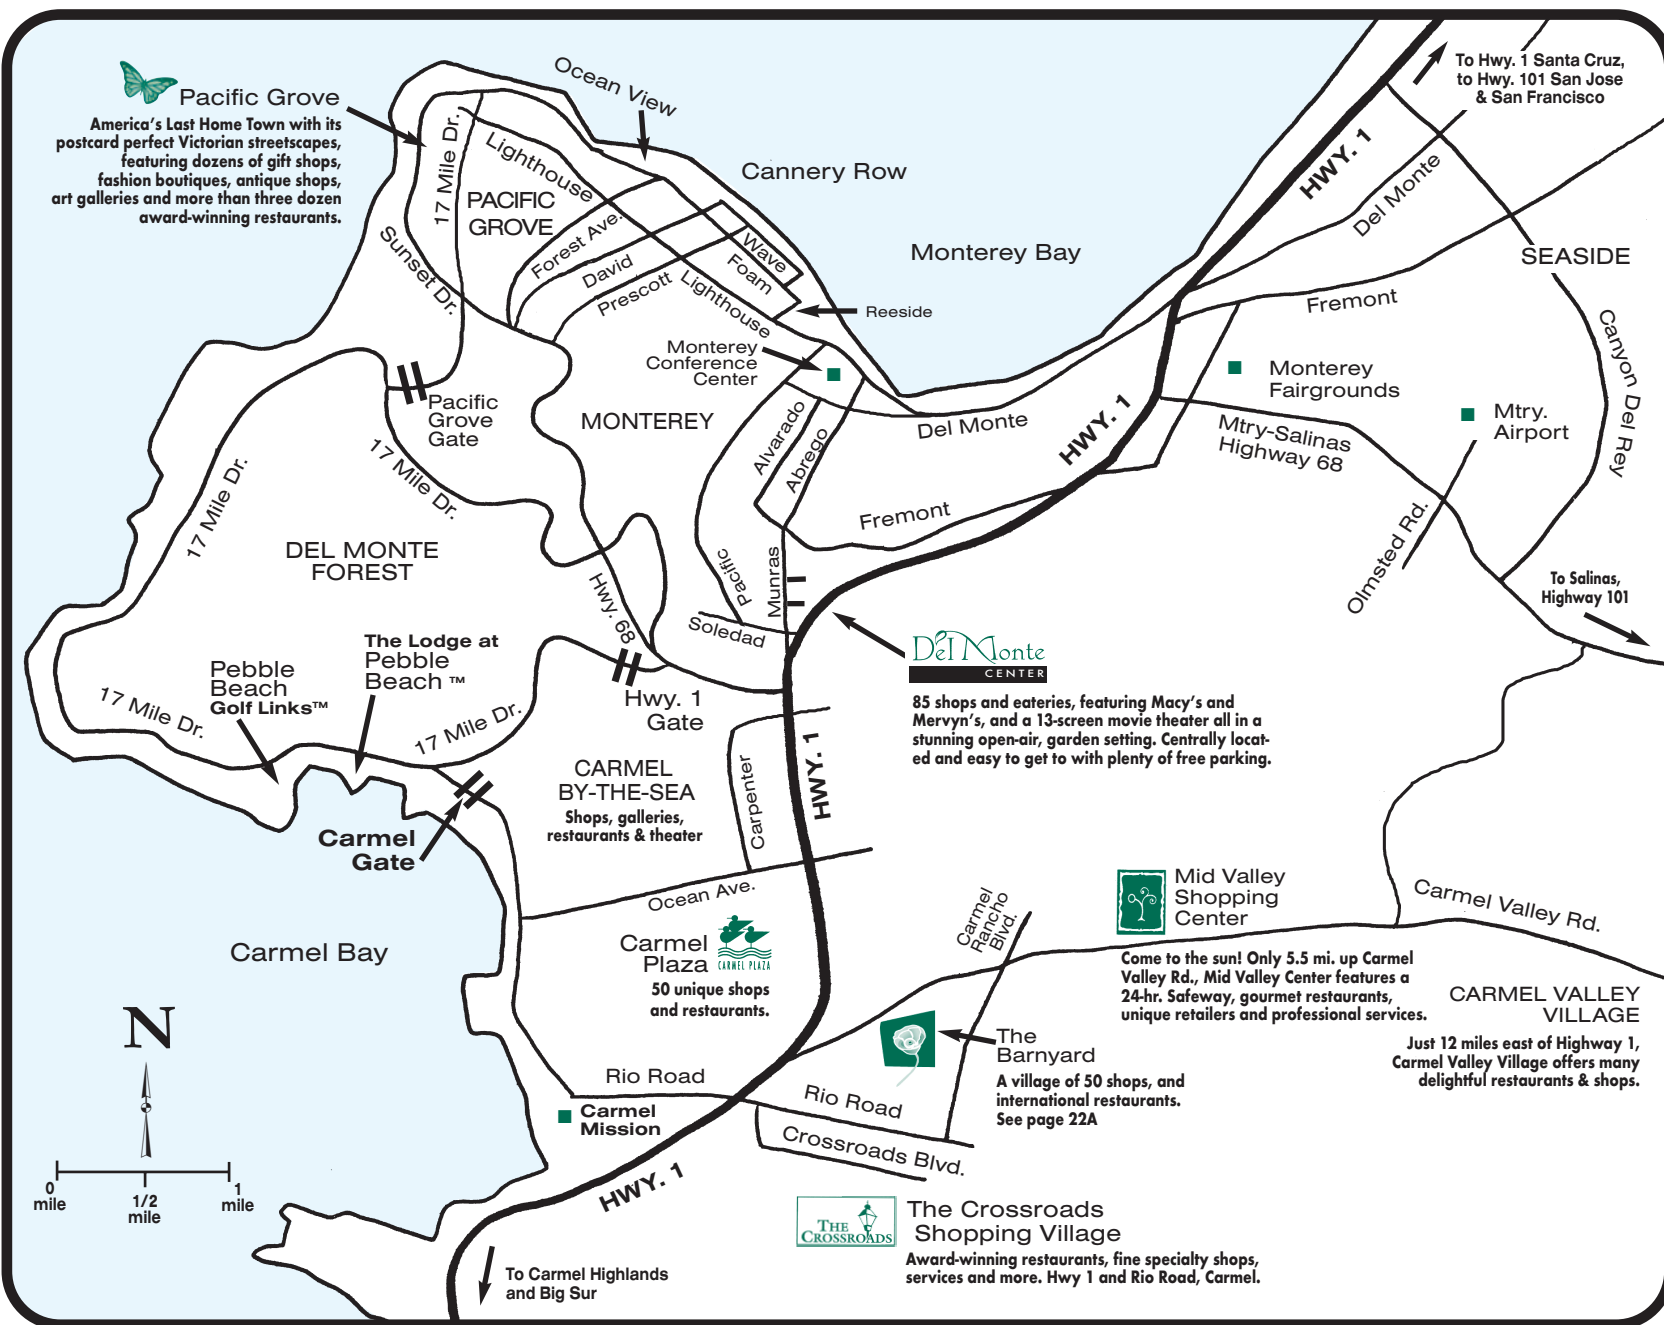 Pacific Grove
America's Last Home Town with its
postcard perfect Victorian streetscapes,
featuring dozens of gift shops,
fashion boutiques, antique shops,
art galleries and more than three dozen
award-winning restaurants.
Ocean View
17 Mile Dr.
Lighthouse
PACIFIC
GROVE
Sunset Dr.
Forest Ave.
David
Prescott
Lighthouse
Wave
Foam
Reeside
Cannery Row
Monterey Bay
HWY. 1
To Hwy. 1 Santa Cruz,
to Hwy. 101 San Jose
& San Francisco
Del Monte
SEASIDE
Fremont
Canyon Del Rey
Monterey
Conference
Center
Monterey
Fairgrounds
Mtry.
Airport
Pacific
Grove
Gate
MONTEREY
Alvarado
Abrego
Del Monte
HWY. 1
Mtry-Salinas
Highway 68
17 Mile Dr.
17 Mile Dr.
Fremont
Olmsted Rd.
DEL MONTE
FOREST
Hwy. 68
Pacific
Munras
Soledad
To Salinas,
Highway 101
Del Monte
CENTER
85 shops and eateries, featuring Macy's and
Mervyn's, and a 13-screen movie theater all in a
stunning open-air, garden setting. Centrally locat-
ed and easy to get to with plenty of free parking.
The Lodge at
Pebble
Beach ™
Pebble
Beach
Golf Links™
17 Mile Dr.
17 Mile Dr.
Hwy. 1
Gate
CARMEL
BY-THE-SEA
Shops, galleries,
restaurants & theater
Carpenter
HWY. 1
Carmel
Gate
Ocean Ave.
Carmel
Plaza
CARMEL PLAZA
50 unique shops
and restaurants.
Carmel Bay
Carmel
Rancho
Blvd.
Mid Valley
Shopping
Center
Carmel Valley Rd.
Come to the sun! Only 5.5 mi. up Carmel
Valley Rd., Mid Valley Center features a
24-hr. Safeway, gourmet restaurants,
unique retailers and professional services.
CARMEL VALLEY
VILLAGE
Just 12 miles east of Highway 1,
Carmel Valley Village offers many
delightful restaurants & shops.
The
Barnyard
A village of 50 shops, and
international restaurants.
See page 22A
N
0
mile
1/2
mile
1
mile
Rio Road
Carmel
Mission
Rio Road
Crossroads Blvd.
HWY. 1
THE
CROSSROADS
The Crossroads
Shopping Village
Award-winning restaurants, fine specialty shops,
services and more. Hwy 1 and Rio Road, Carmel.
To Carmel Highlands
and Big Sur